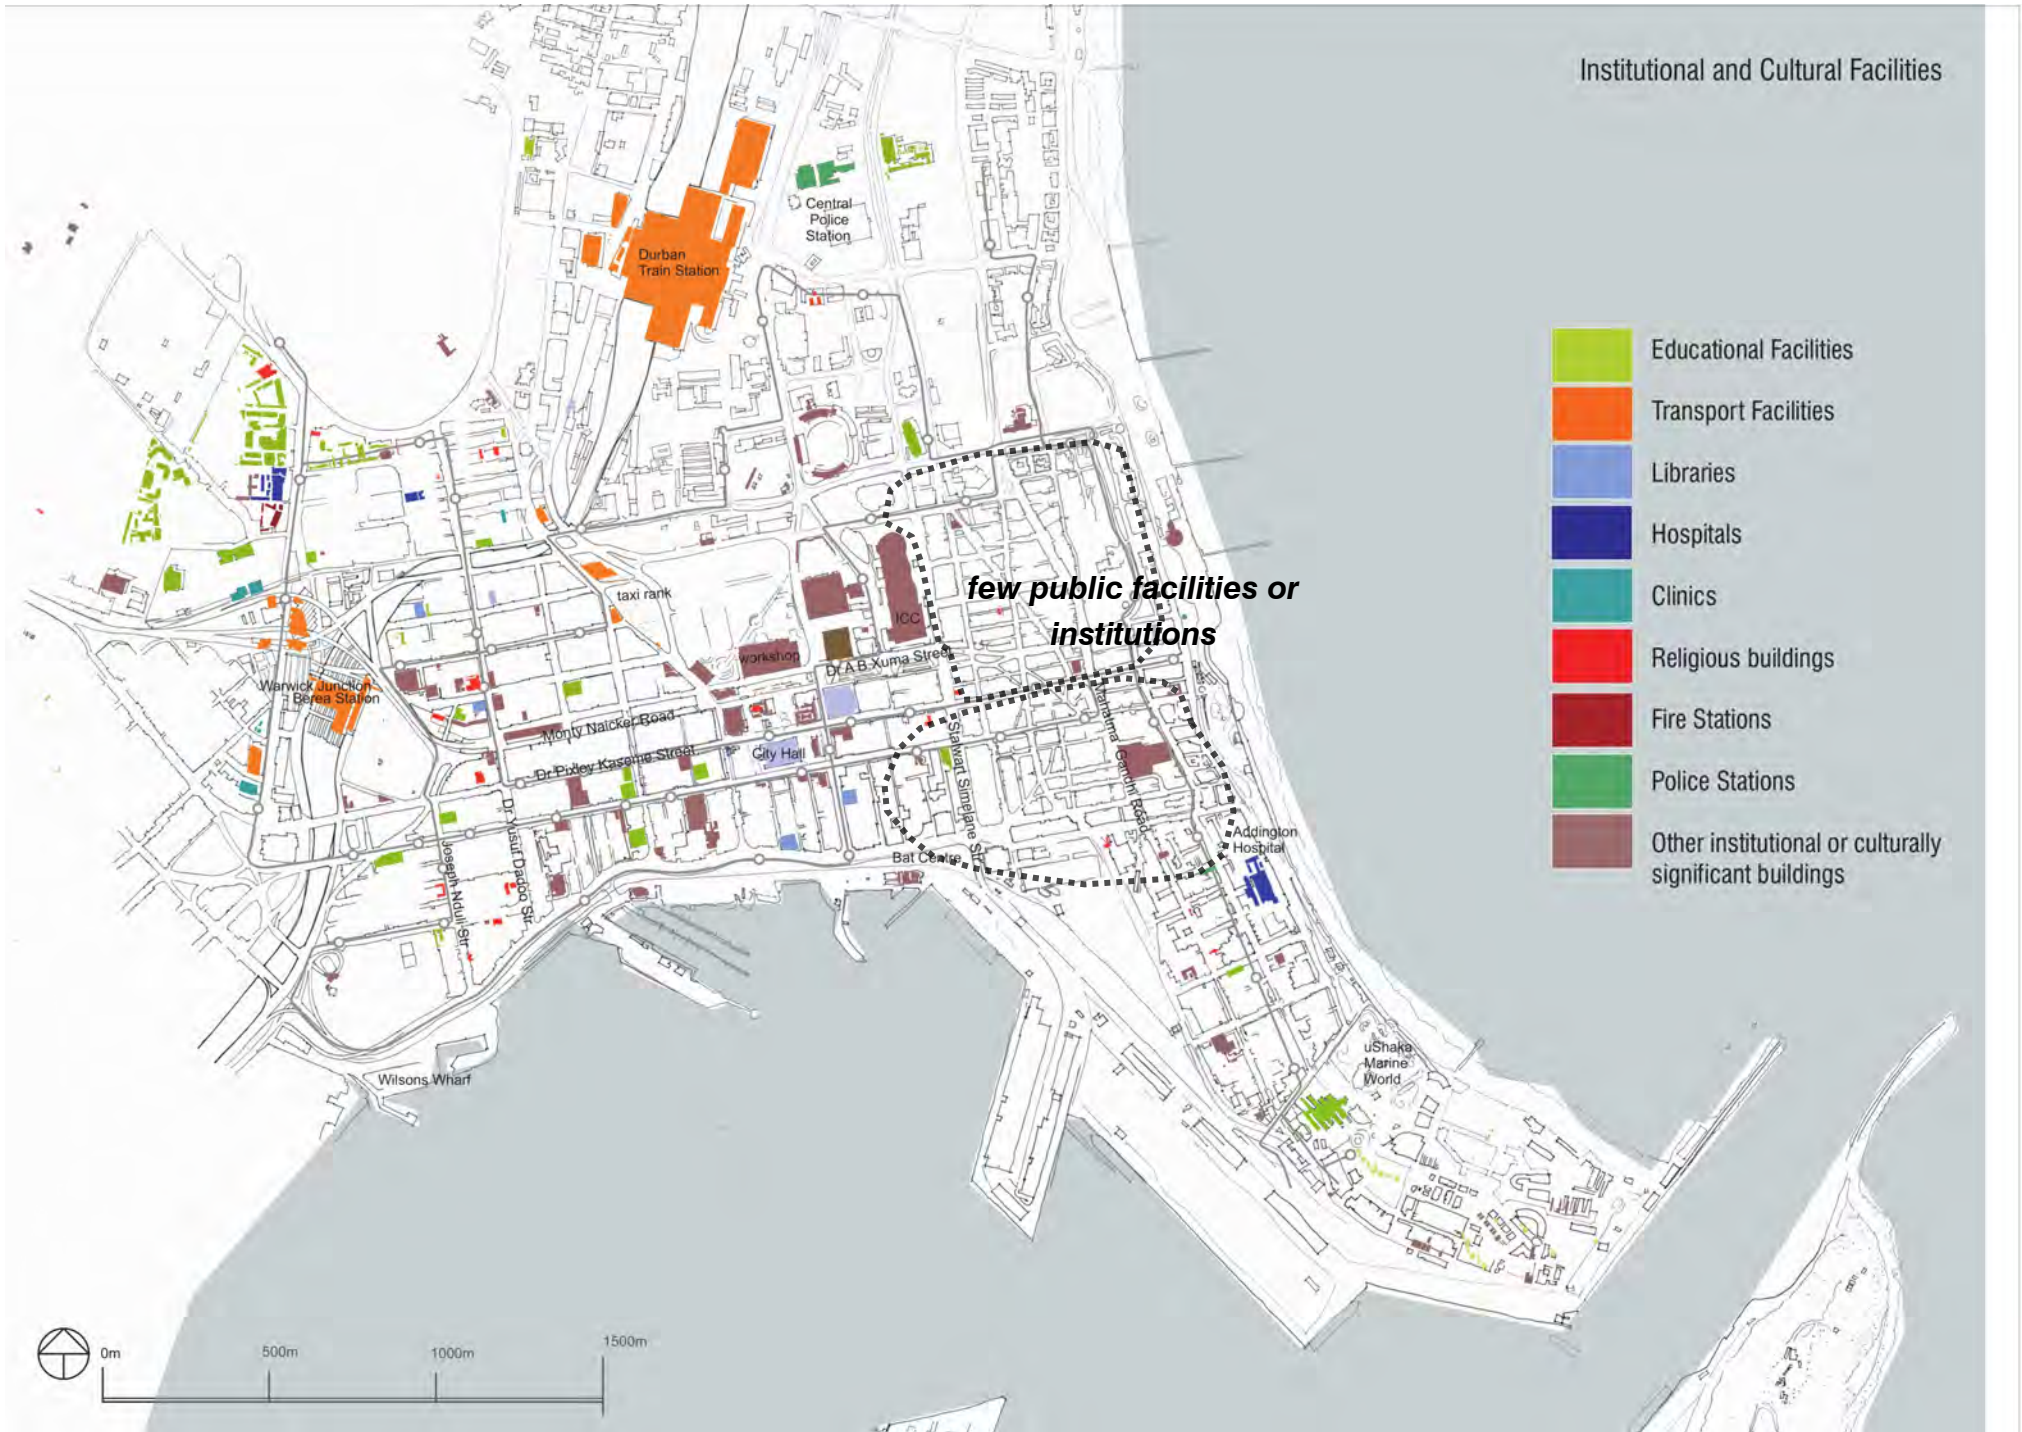 Institutional and Cultural Facilities
Educational Facilities
Transport Facilities
Libraries
Hospitals
Clinics
Religious buildings
Fire Stations
Police Stations
Other institutional or culturally
significant buildings
Central
Police
Station
Durban
Train Station
taxi rank
few public facilities or
institutions
ICC
workshop
Dr A B Xuma Street
Warwick Junction
Berea Station
Monty Naicker Road
Dr Pixley Kaseme Street
City Hall
Stalwart Simelane Str
Mahatma Gandhi Road
Dr Yusuf Dadoo Str
Joseph Nduli Str
Bat Centre
Addington
Hospital
uShaka
Marine
World
Wilsons Wharf
0m
500m
1000m
1500m